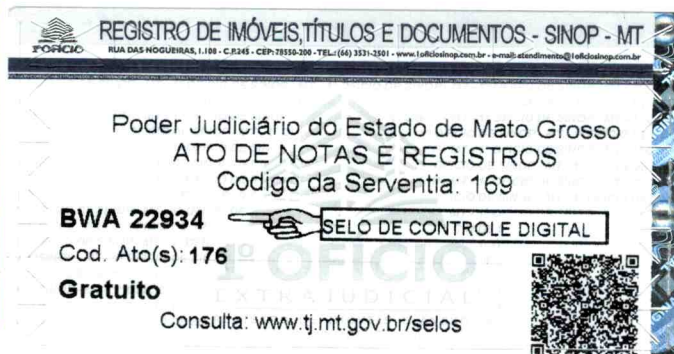 REGISTRO DE IMÓVEIS,TÍTULOS E DOCUMENTOS - SINOP - MT
1º OFÍCIO
RUA DAS NOGUEIRAS, 1.108 - C.P.245 - CEP: 78550-200 - TEL.: (66) 3531-2501 - www.1oficiosinop.com.br - e-mail: atendimento@1oficiosinop.com.br
Poder Judiciário do Estado de Mato Grosso
ATO DE NOTAS E REGISTROS
Codigo da Serventia: 169
BWA 22934 SELO DE CONTROLE DIGITAL
Cod. Ato(s): 176
1º OFÍCIO
Gratuito
EXTRAJUDICIAL
Consulta: www.tj.mt.gov.br/selos